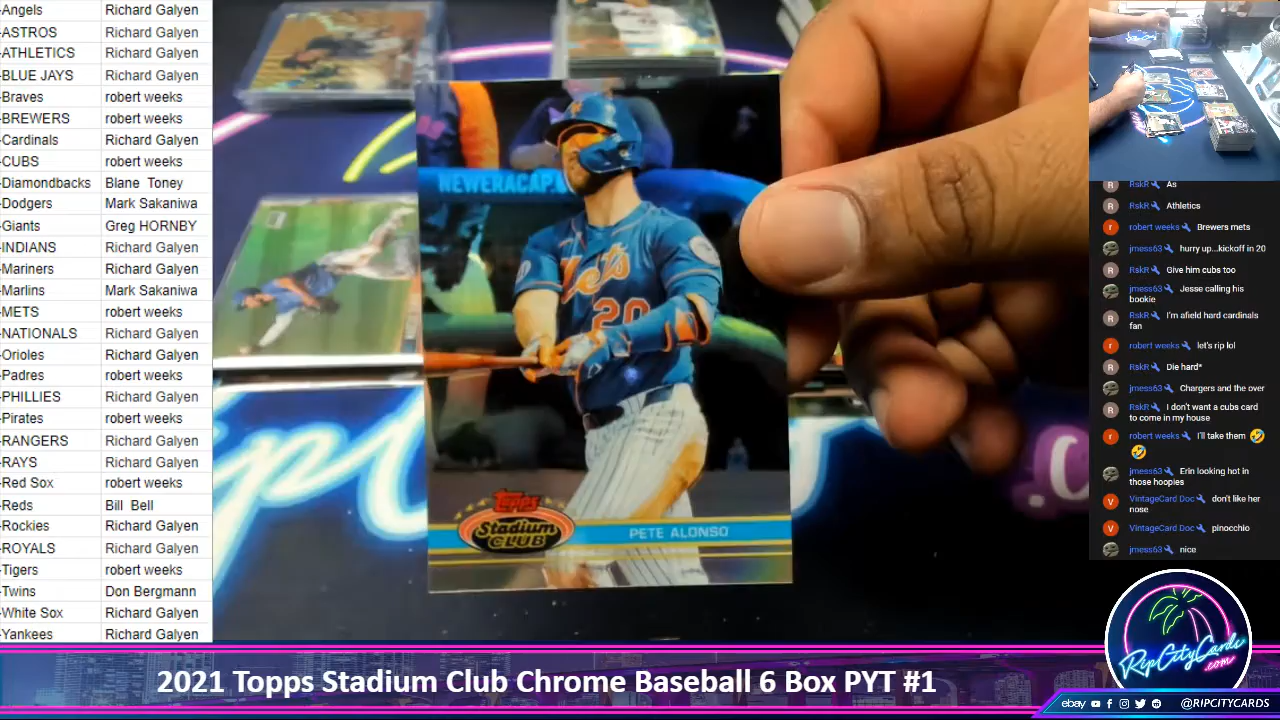 -Angels Richard Galyen
-ASTROS Richard Galyen
-ATHLETICS Richard Galyen
-BLUE JAYS Richard Galyen
-Braves robert weeks
-BREWERS robert weeks
-Cardinals Richard Galyen
-CUBS robert weeks
-Diamondbacks Blane Toney
-Dodgers Mark Sakaniwa
-Giants Greg HORNBY
-INDIANS Richard Galyen
-Mariners Richard Galyen
-Marlins Mark Sakaniwa
-METS robert weeks
-NATIONALS Richard Galyen
-Orioles Richard Galyen
-Padres robert weeks
-PHILLIES Richard Galyen
-Pirates robert weeks
-RANGERS Richard Galyen
-RAYS Richard Galyen
-Red Sox robert weeks
-Reds Bill Bell
-Rockies Richard Galyen
-ROYALS Richard Galyen
-Tigers robert weeks
-Twins Don Bergmann
-White Sox Richard Galyen
-Yankees Richard Galyen
NEWERACAP.
Mets
20
Topps
Stadium
CLUB
PETE ALONSO
R RskR As
R RskR Athletics
r robert weeks Brewers mets
jmess63 hurry up...kickoff in 20
R RskR Give him cubs too
jmess63 Jesse calling his
bookie
R RskR I'm afield hard cardinals
fan
r robert weeks let's rip lol
R RskR Die hard*
jmess63 Chargers and the over
R RskR I don't want a cubs card
to come in my house
r robert weeks I'll take them 🤣
🤣
jmess63 Erin looking hot in
those hoopies
V VintageCard Doc don't like her
nose
V VintageCard Doc pinocchio
jmess63 nice
RipCityCards
.com
2021 Topps Stadium Club Chrome Baseball 6 Box PYT #1
ebay @RIPCITYCARDS